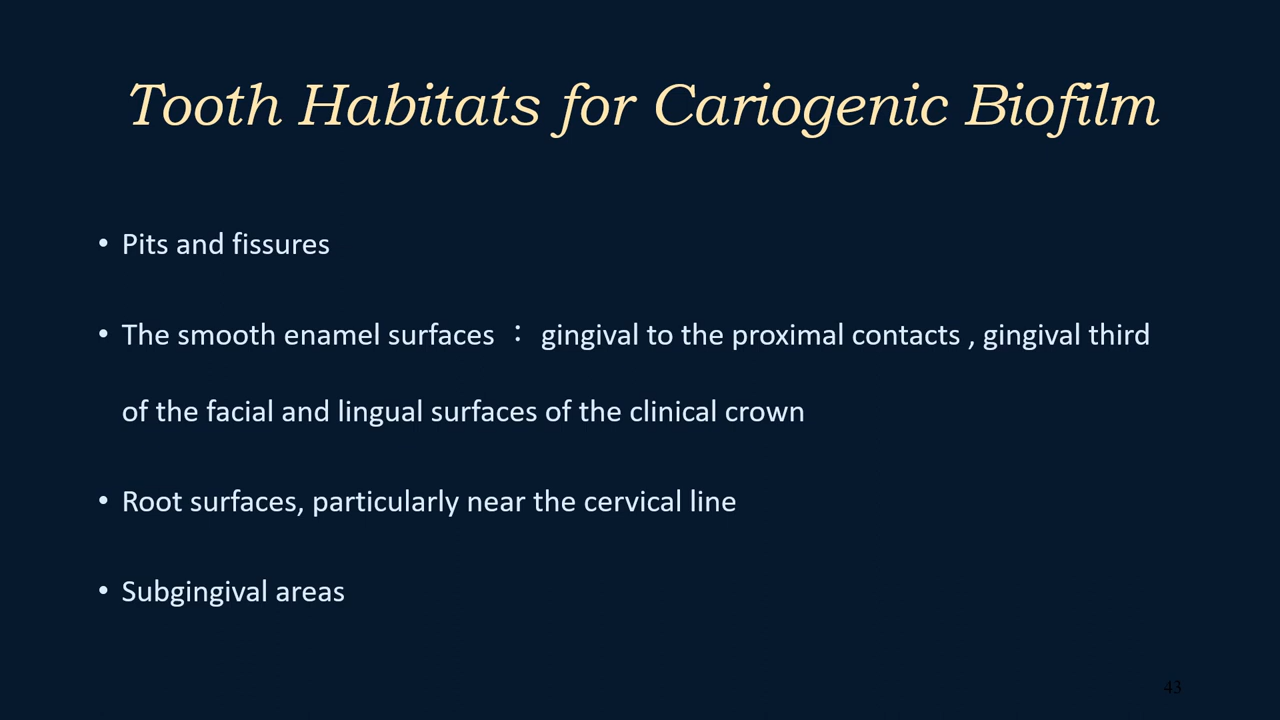 Tooth Habitats for Cariogenic Biofilm
• Pits and fissures
• The smooth enamel surfaces ： gingival to the proximal contacts , gingival third
of the facial and lingual surfaces of the clinical crown
• Root surfaces, particularly near the cervical line
• Subgingival areas
43